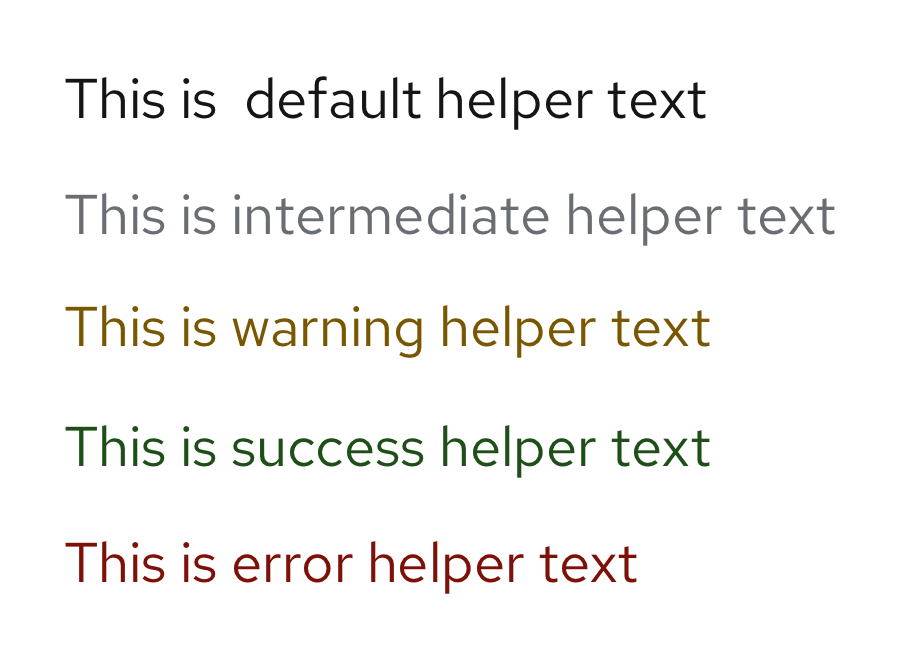 This is  default helper text
This is intermediate helper text
This is warning helper text
This is success helper text
This is error helper text